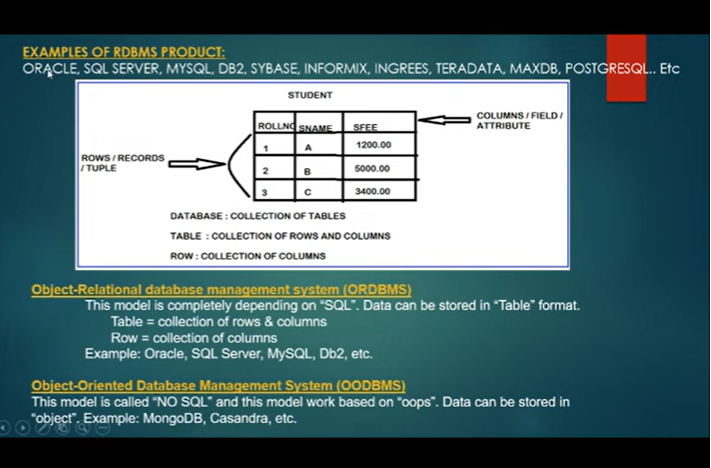 EXAMPLES OF RDBMS PRODUCT:
ORACLE, SQL SERVER, MYSQL, DB2, SYBASE, INFORMIX, INGREES, TERADATA, MAXDB, POSTGRESQL.. Etc
STUDENT
COLUMNS / FIELD /
ATTRIBUTE
ROLLNO SNAME SFEE
1 A 1200.00
ROWS / RECORDS
/ TUPLE
2 B 5000.00
3 C 3400.00
DATABASE : COLLECTION OF TABLES
TABLE : COLLECTION OF ROWS AND COLUMNS
ROW : COLLECTION OF COLUMNS
Object-Relational database management system (ORDBMS)
This model is completely depending on “SQL”. Data can be stored in “Table” format.
Table = collection of rows & columns
Row = collection of columns
Example: Oracle, SQL Server, MySQL, Db2, etc.
Object-Oriented Database Management System (OODBMS)
This model is called “NO SQL” and this model work based on “oops”. Data can be stored in
“object”. Example: MongoDB, Casandra, etc.